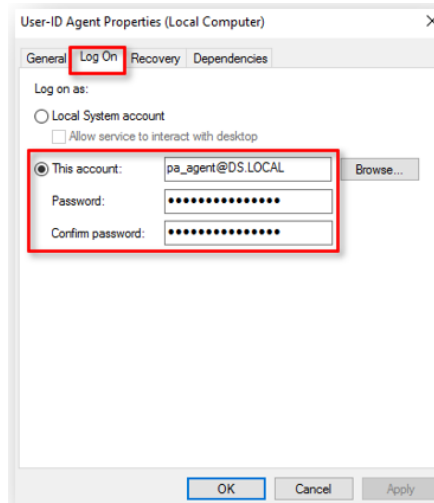 User-ID Agent Properties (Local Computer)
General Log On Recovery Dependencies
Log on as:
Local System account
Allow service to interact with desktop
This account: pa_agent@DS.LOCAL Browse...
Password: •••••••••••••••
Confirm password: •••••••••••••••
OK Cancel Apply